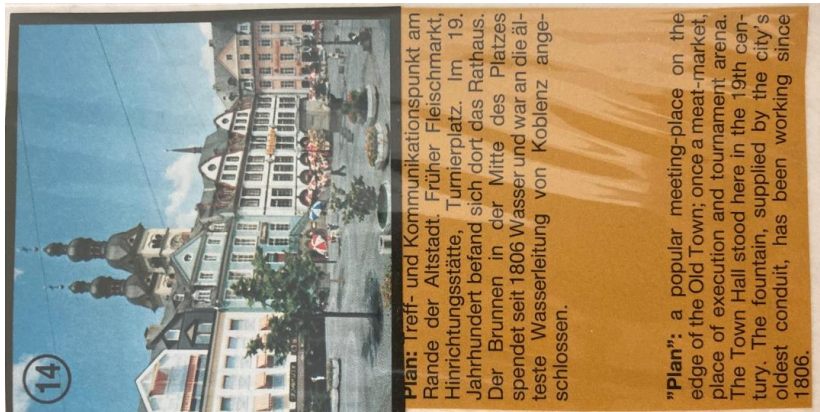 14
Plan: Treff- und Kommunikationspunkt am
Rande der Altstadt. Früher Fleischmarkt,
Hinrichtungsstätte, Turnierplatz. Im 19.
Jahrhundert befand sich dort das Rathaus.
Der Brunnen in der Mitte des Platzes
spendet seit 1806 Wasser und war an die äl-
teste Wasserleitung von Koblenz ange-
schlossen.
"Plan": a popular meeting-place on the
edge of the Old Town; once a meat-market,
place of execution and tournament arena.
The Town Hall stood here in the 19th cen-
tury. The fountain, supplied by the city's
oldest conduit, has been working since
1806.